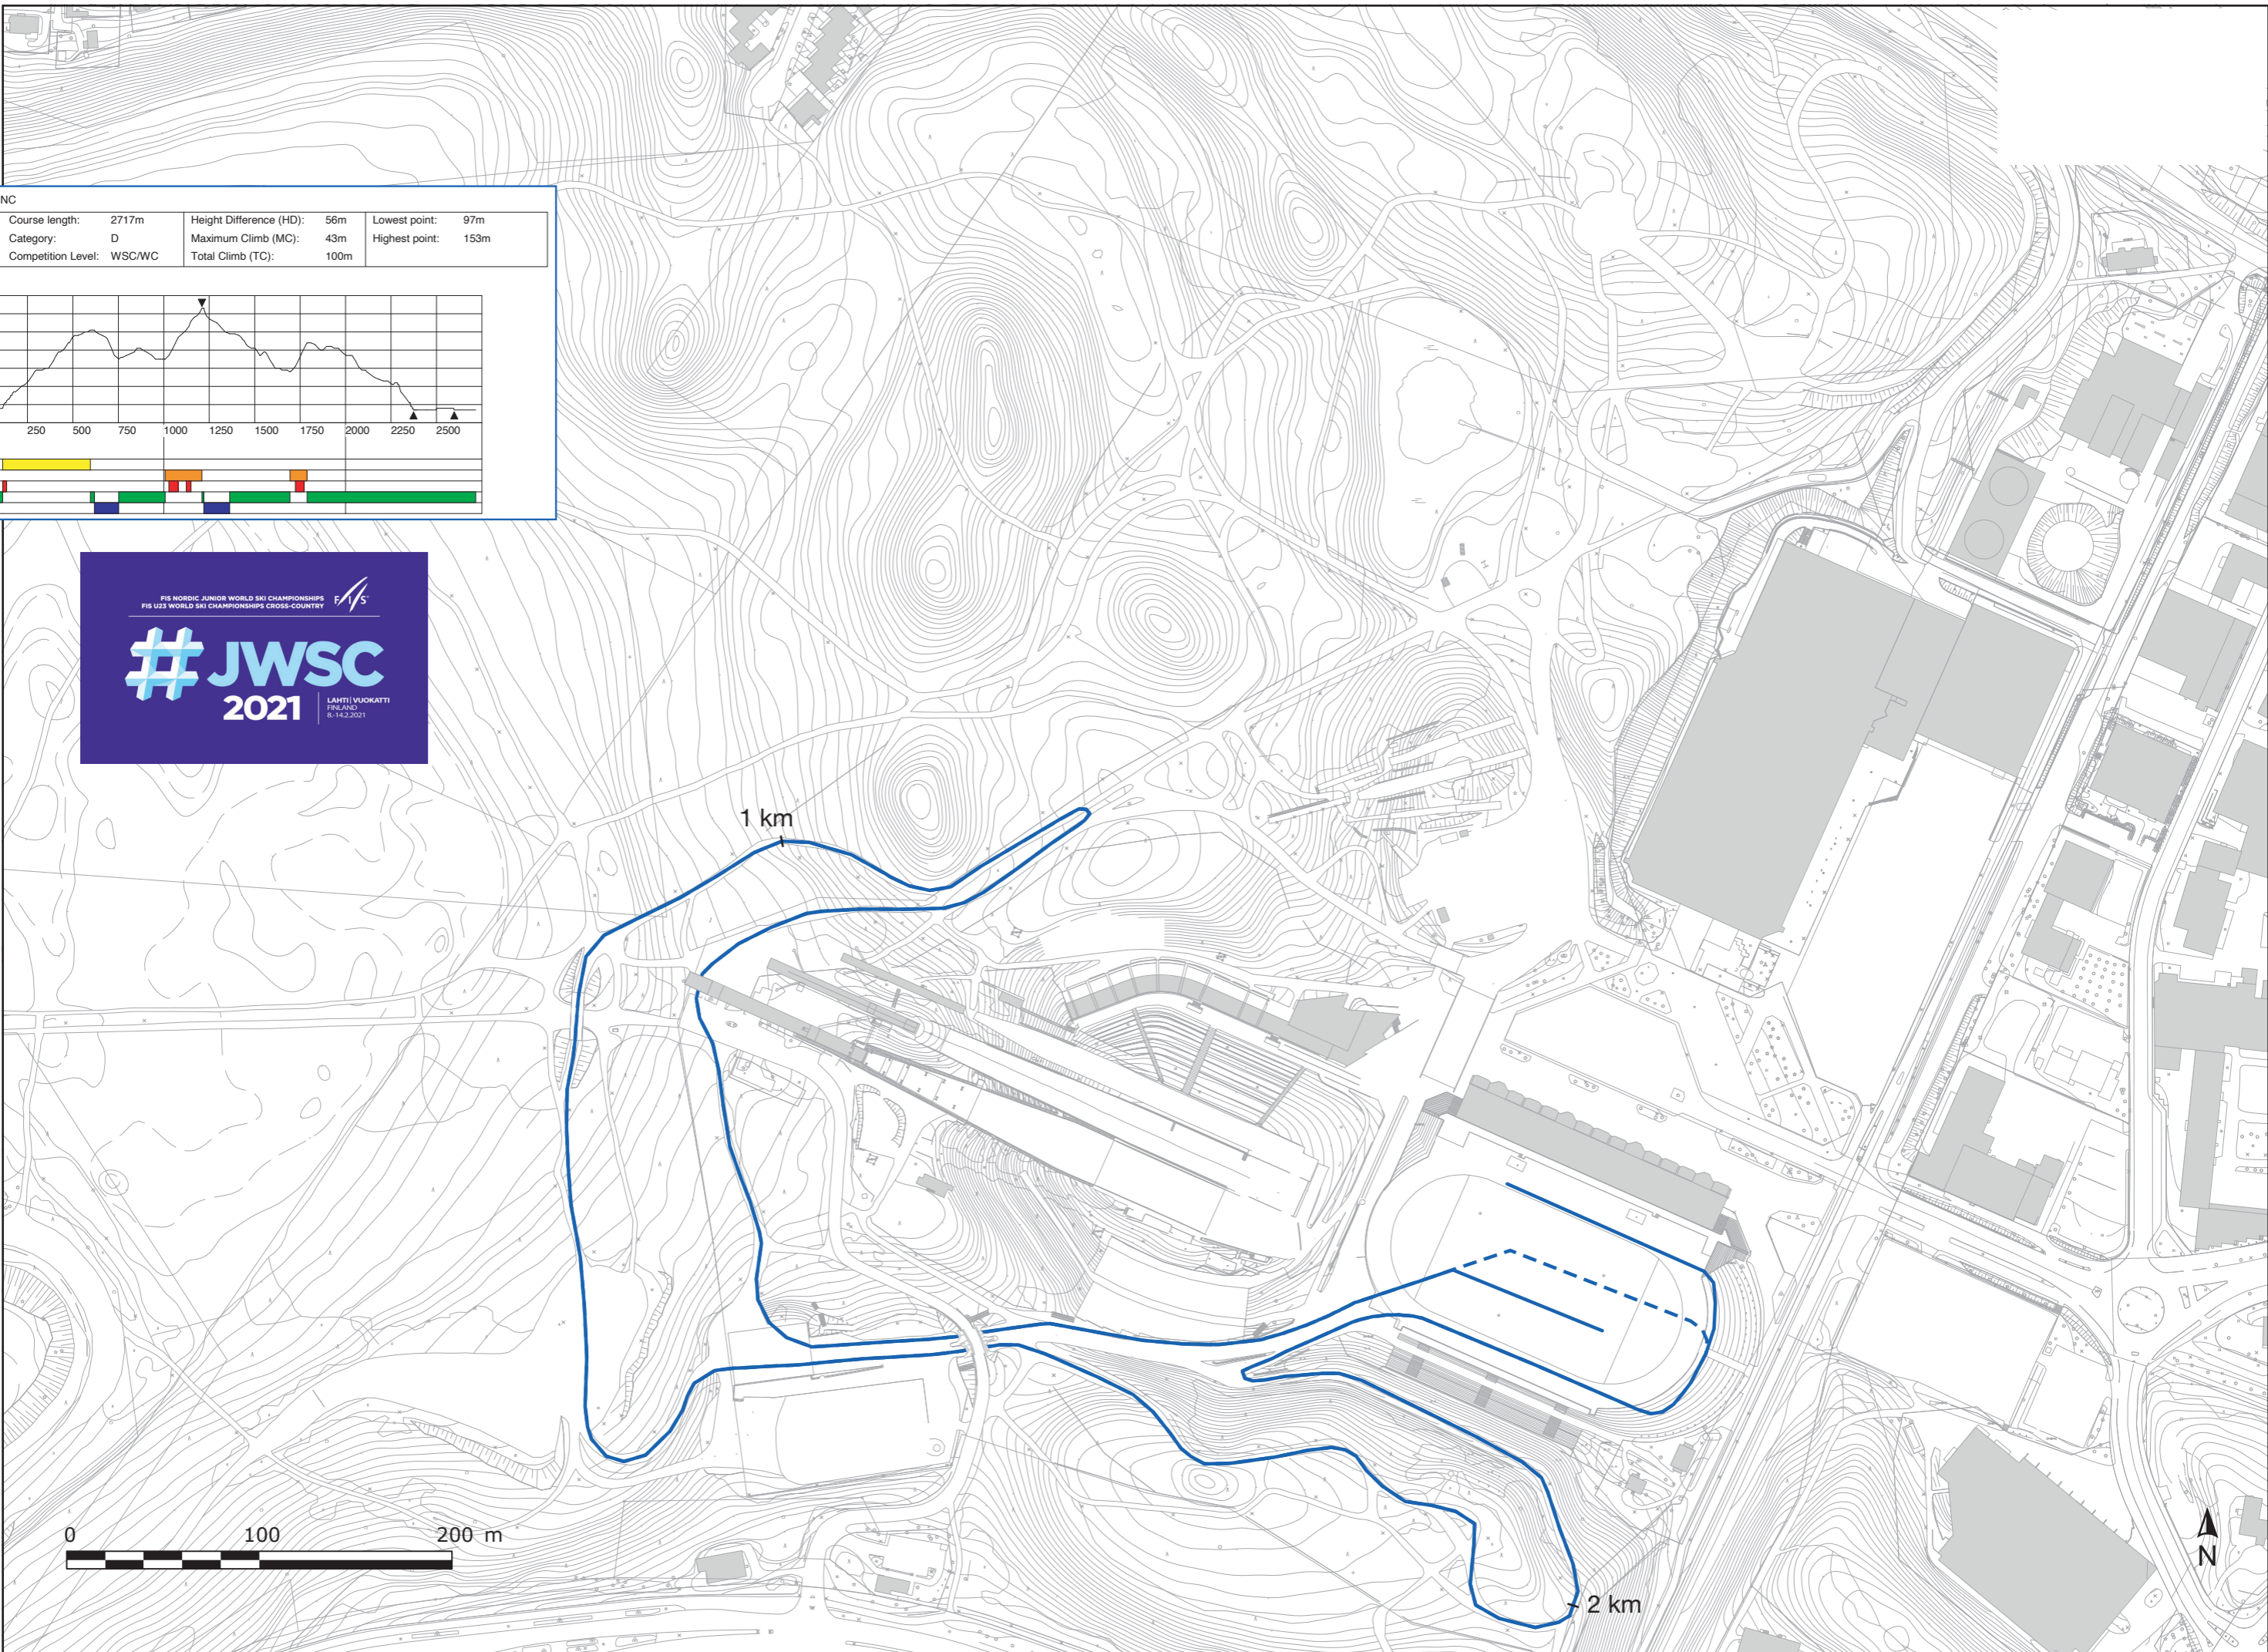 NC
Course length: 2717m Height Difference (HD): 56m Lowest point: 97m
Category: D Maximum Climb (MC): 43m Highest point: 153m
Competition Level: WSC/WC Total Climb (TC): 100m
250 500 750 1000 1250 1500 1750 2000 2250 2500
FIS NORDIC JUNIOR WORLD SKI CHAMPIONSHIPS
FIS U23 WORLD SKI CHAMPIONSHIPS CROSS-COUNTRY
F/I/S
#JWSC
2021
LAHTI | VUOKATTI
FINLAND
8.-14.2.2021
1 km
2 km
0 100 200 m
N